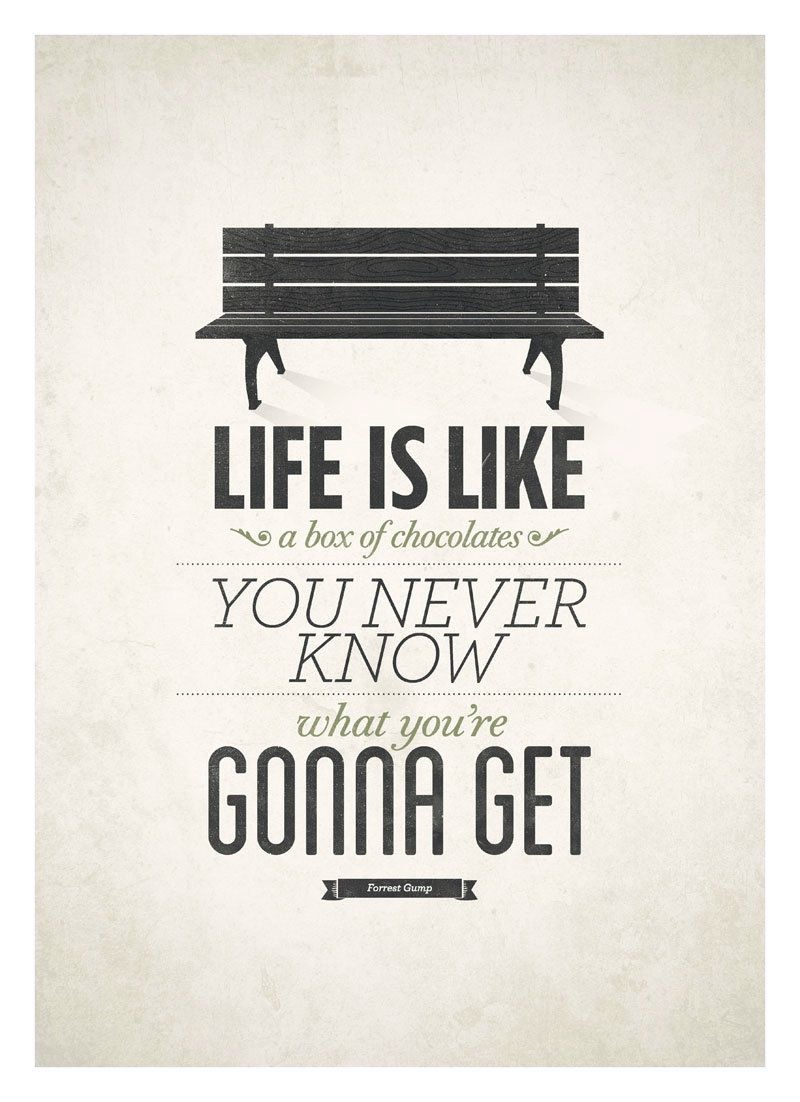 LIFE IS LIKE
a box of chocolates
YOU NEVER
KNOW
what you're
GONNA GET
Forrest Gump